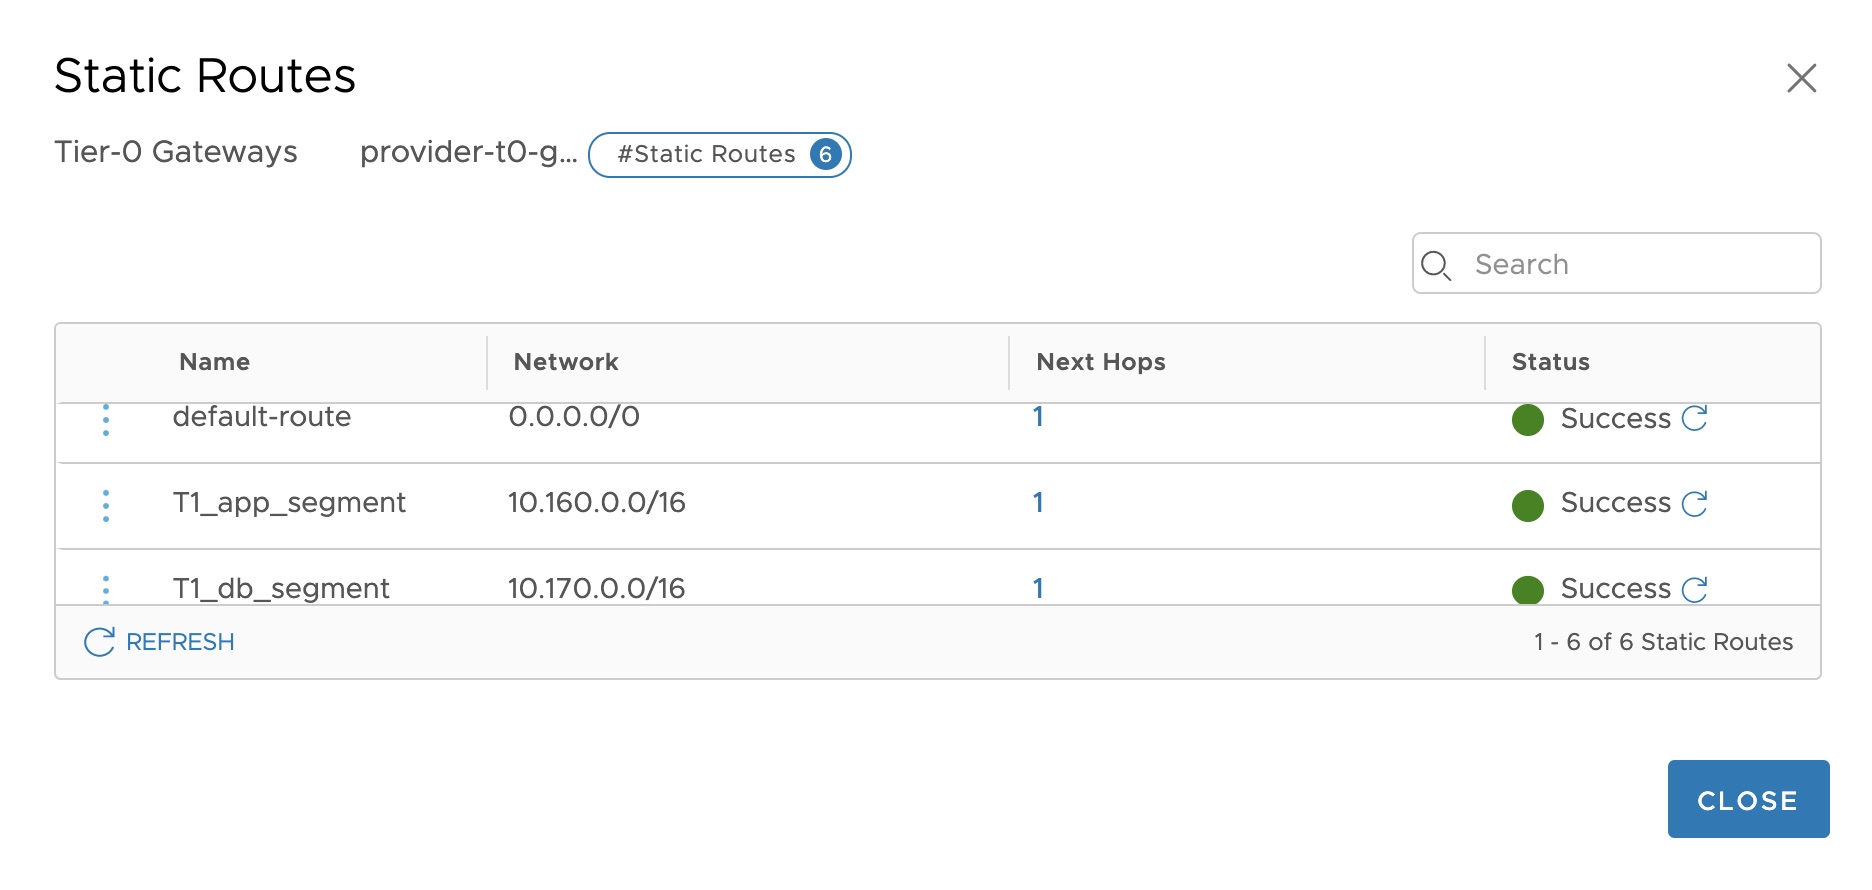 Static Routes
Tier-0 Gateways provider-t0-g... #Static Routes 6
Search
Name Network Next Hops Status
default-route 0.0.0.0/0 1 Success
T1_app_segment 10.160.0.0/16 1 Success
T1_db_segment 10.170.0.0/16 1 Success
REFRESH 1 - 6 of 6 Static Routes
CLOSE